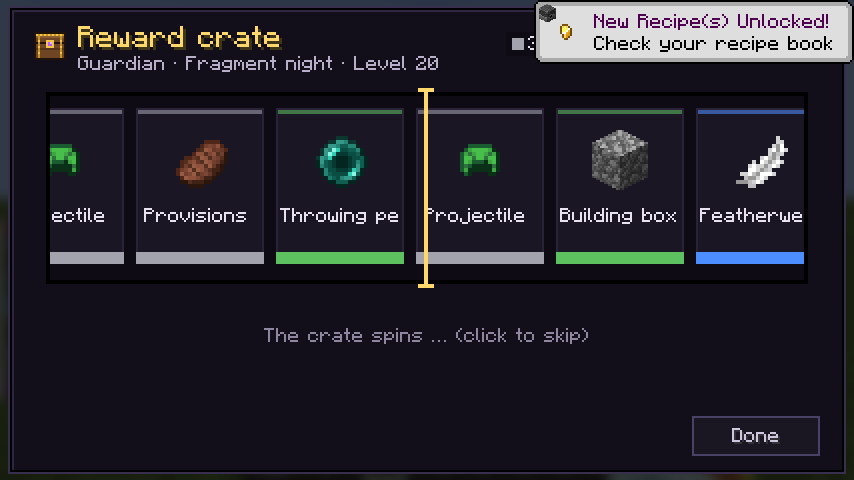 Reward crate
New Recipe(s) Unlocked!
Check your recipe book
Guardian · Fragment night · Level 20
ectile
Provisions
Throwing pe
Projectile
Building box
Featherwe
The crate spins ... (click to skip)
Done